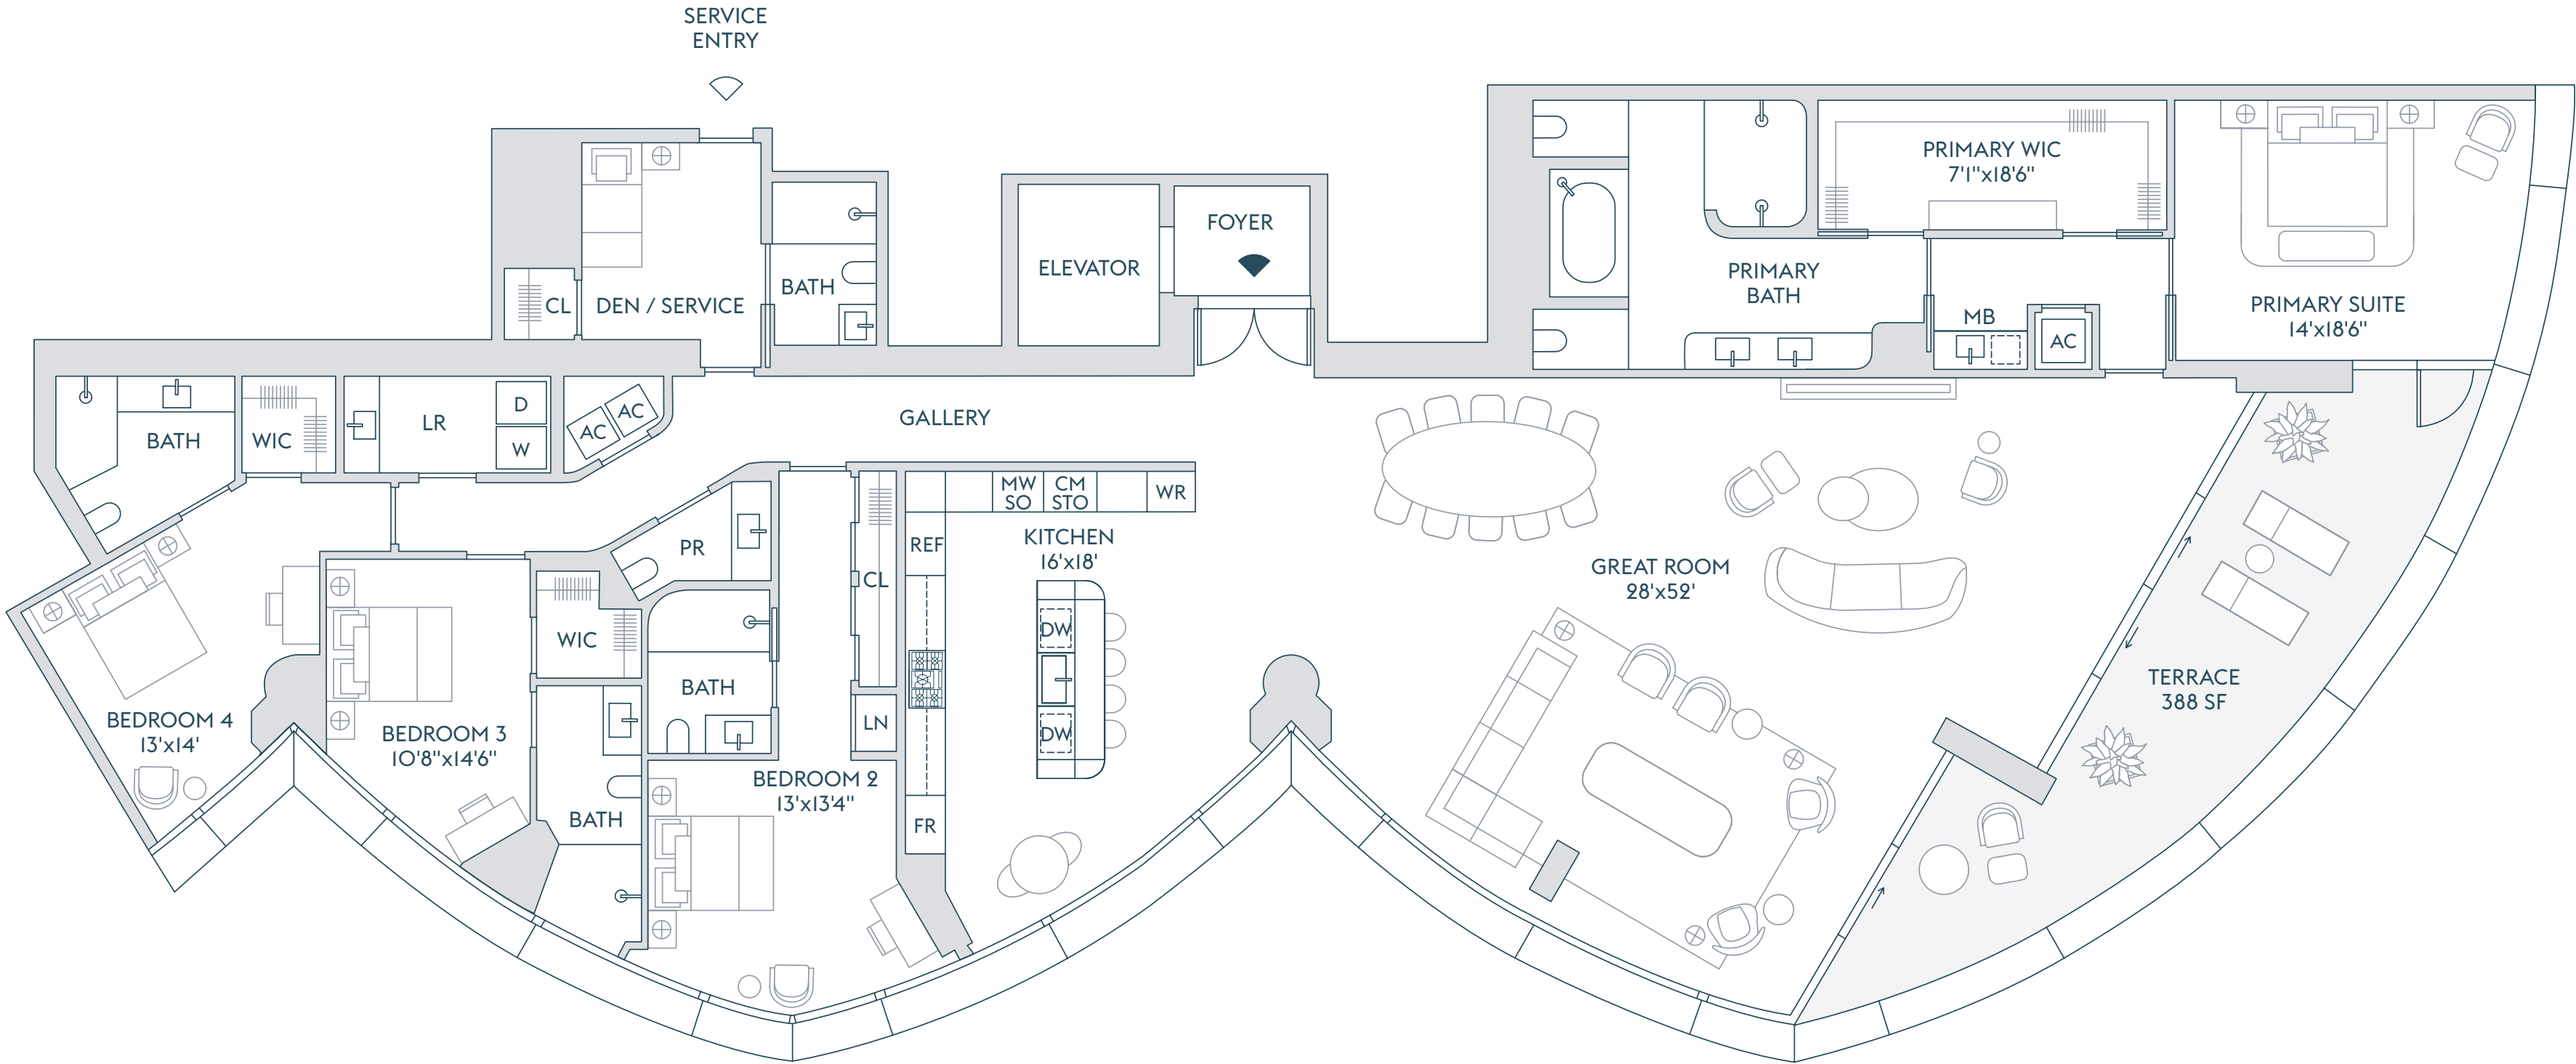 SERVICE
ENTRY
PRIMARY WIC
7'1"x18'6"
FOYER
ELEVATOR
BATH
CL
DEN / SERVICE
PRIMARY
BATH
MB
AC
PRIMARY SUITE
14'x18'6"
BATH
WIC
LR
D
W
AC
AC
GALLERY
MW
SO
CM
STO
WR
REF
KITCHEN
16'x18'
PR
CL
GREAT ROOM
28'x52'
WIC
DW
BATH
TERRACE
388 SF
BEDROOM 4
13'x14'
BEDROOM 3
10'8"x14'6"
LN
DW
BEDROOM 2
13'x13'4"
BATH
FR